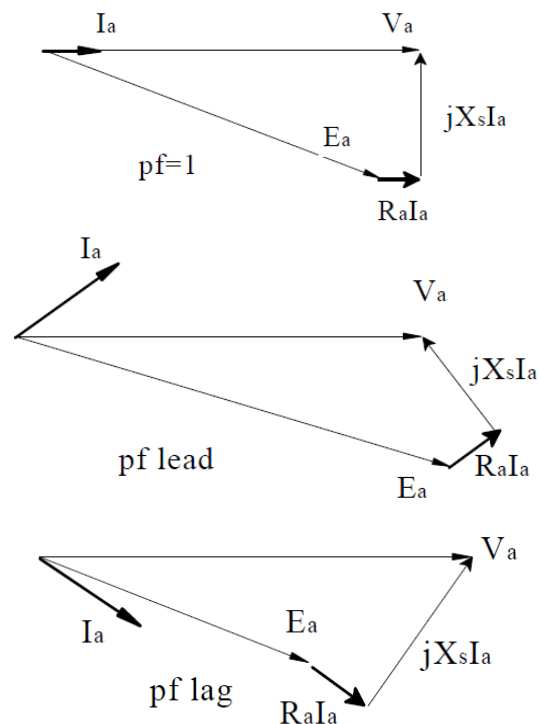 Ia Va
jXsIa
Ea
pf=1
RaIa
Ia
Va
jXsIa
pf lead
RaIa
Ea
Va
Ea
Ia
jXsIa
pf lag
RaIa